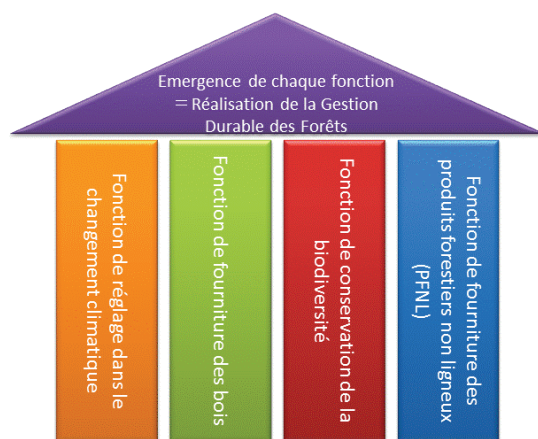 Emergence de chaque fonction
= Réalisation de la Gestion
Durable des Forêts
Fonction de réglage dans le
changement climatique
Fonction de fourniture des bois
Fonction de conservation de la
biodiversité
Fonction de fourniture des
produits forestiers non ligneux
(PFNL)